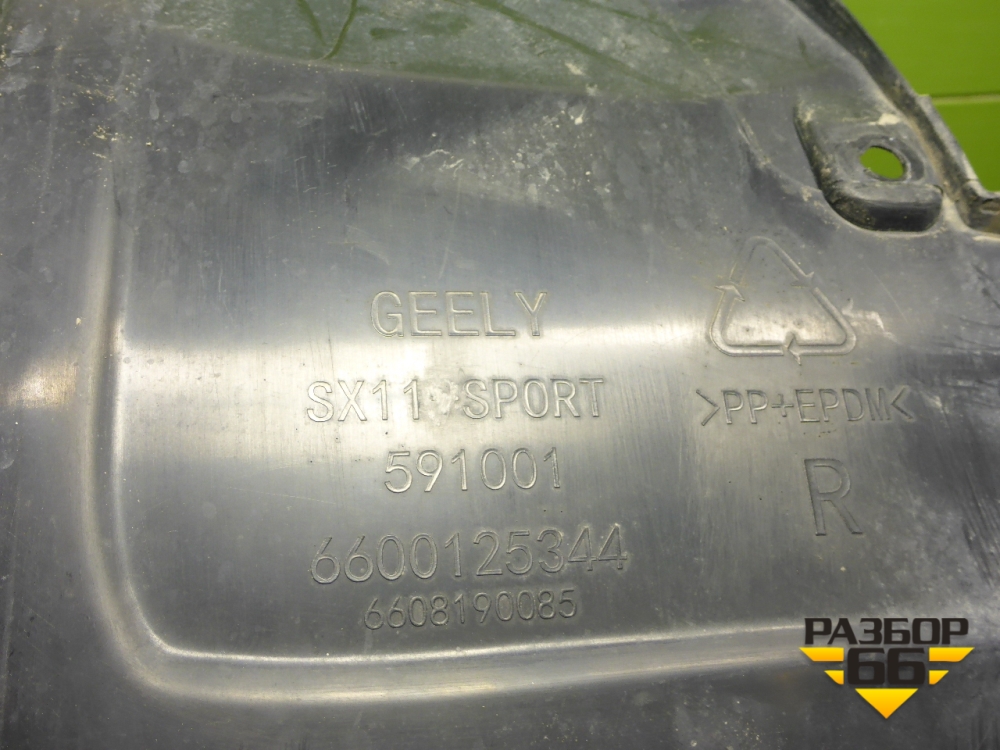 GEELY
SX11 SPORT
>PP+EPDM<
591001
R
6600125344
6608190085
РАЗБОР
66